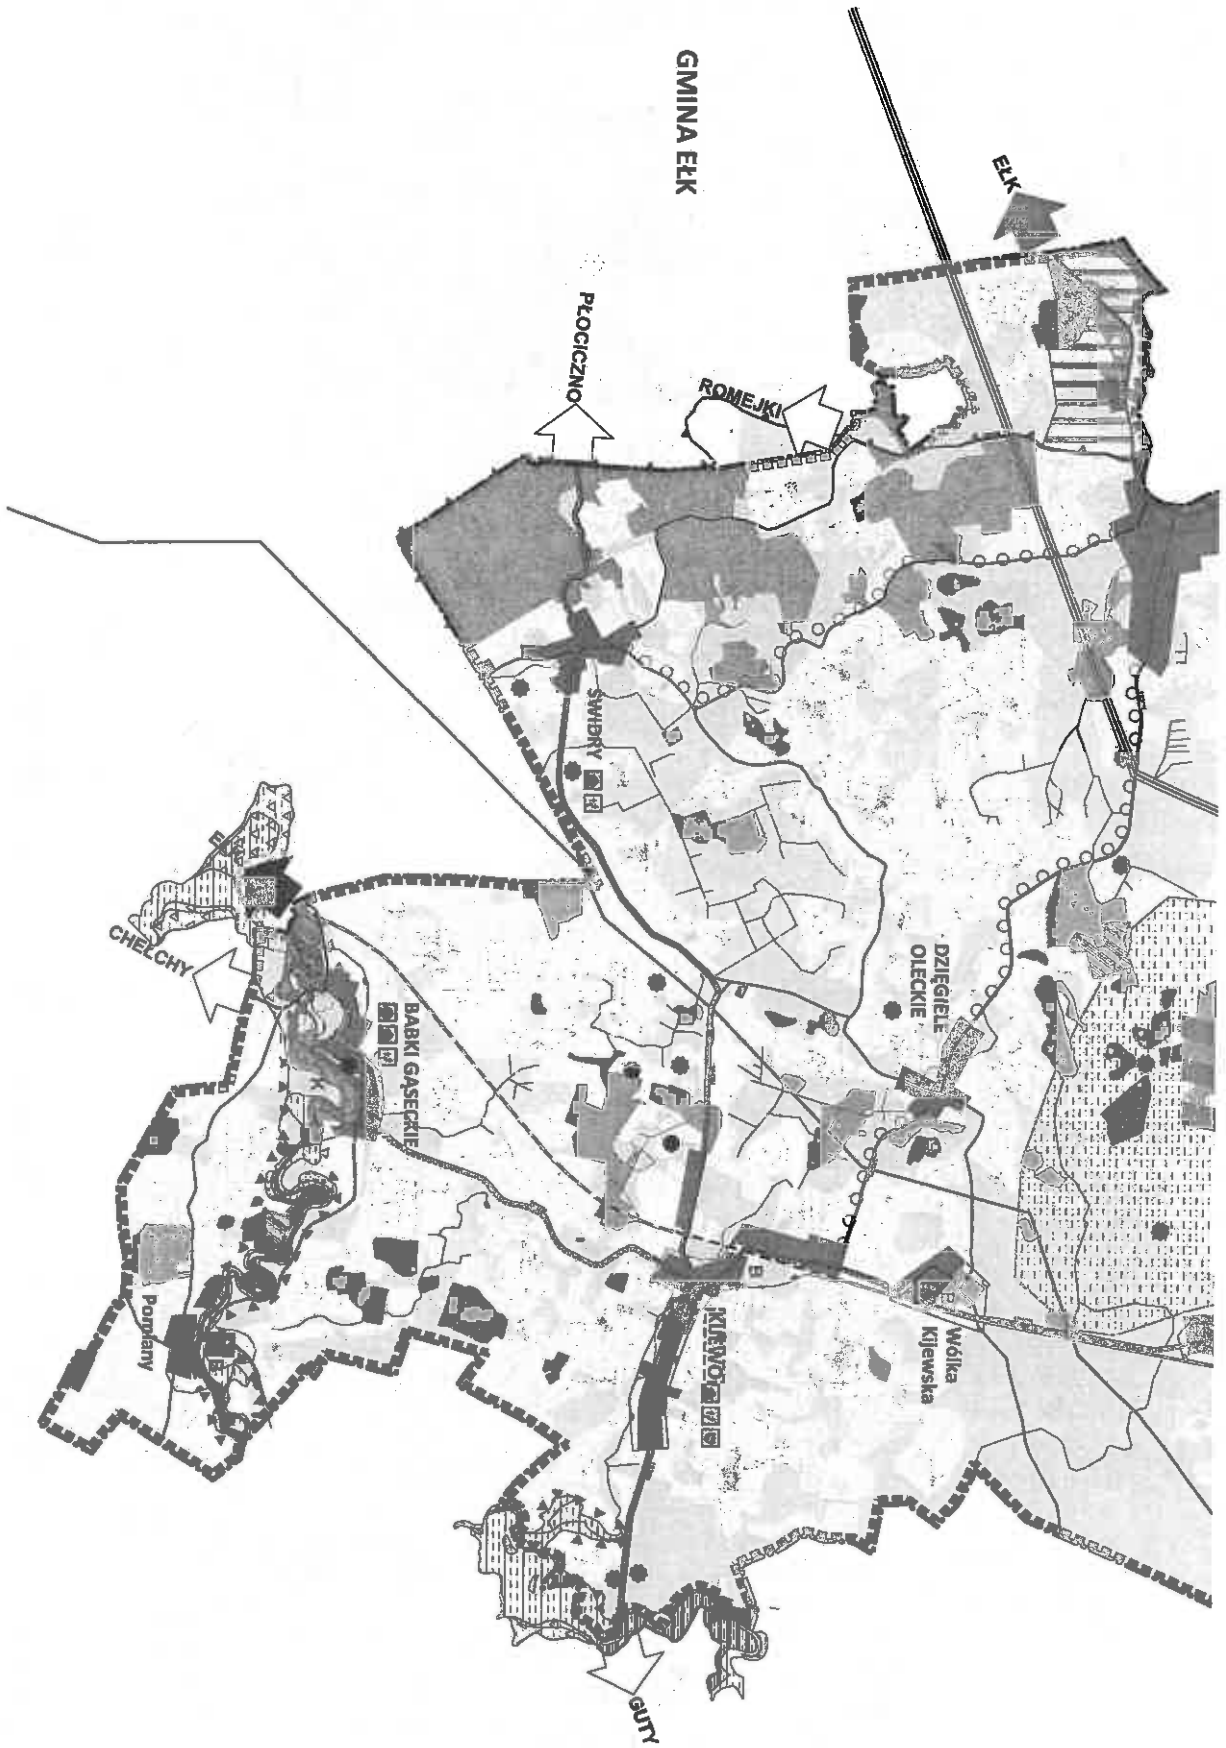 GMINA EŁK
EŁK
PŁOCICZNO
ROMEJKI
ŚWIDRY
DZIĘGIELE
OLECKIE
CHEŁCHY
BABKI GĄSECKIE
K
Wólka
Kijewska
KIJEWO
E
Pomiany
GUTY